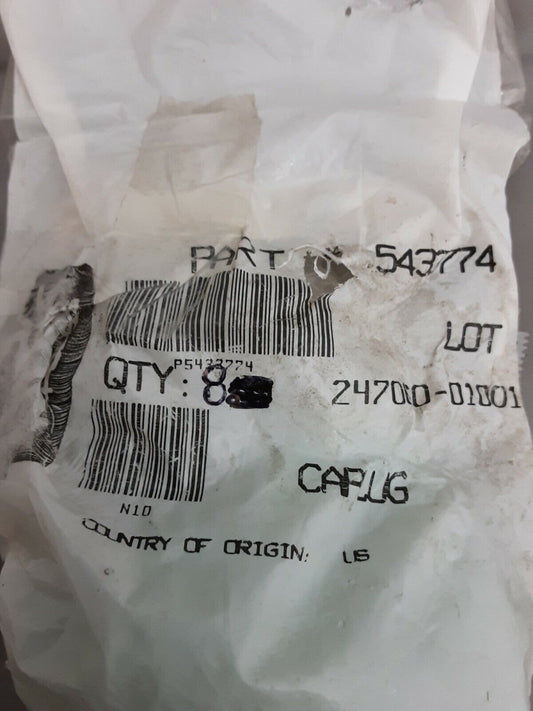 PART 543774
P5433774
LOT
QTY: 8
247000-01001
CAPLUG
N10
COUNTRY OF ORIGIN: US